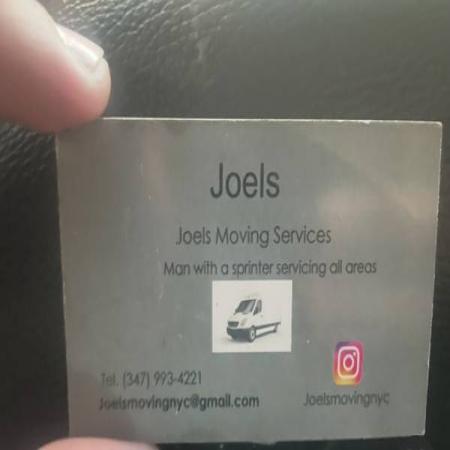 Joels
Joels Moving Services
Man with a sprinter servicing all areas
Tel. (347) 993-4221
Joelsmovingnyc@gmail.com
Joelsmovingnyc